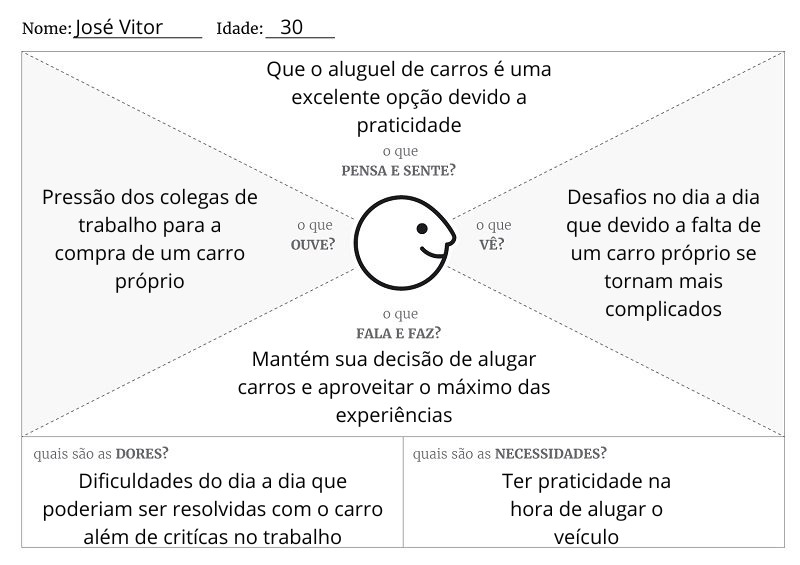 Nome: José Vitor Idade: 30
Que o aluguel de carros é uma
excelente opção devido a
praticidade
o que
PENSA E SENTE?
Pressão dos colegas de
trabalho para a
compra de um carro
próprio
o que
OUVE?
o que
VÊ?
Desafios no dia a dia
que devido a falta de
um carro próprio se
tornam mais
complicados
o que
FALA E FAZ?
Mantém sua decisão de alugar
carros e aproveitar o máximo das
experiências
quais são as DORES?
Dificuldades do dia a dia que
poderiam ser resolvidas com o carro
além de critícas no trabalho
quais são as NECESSIDADES?
Ter praticidade na
hora de alugar o
veículo